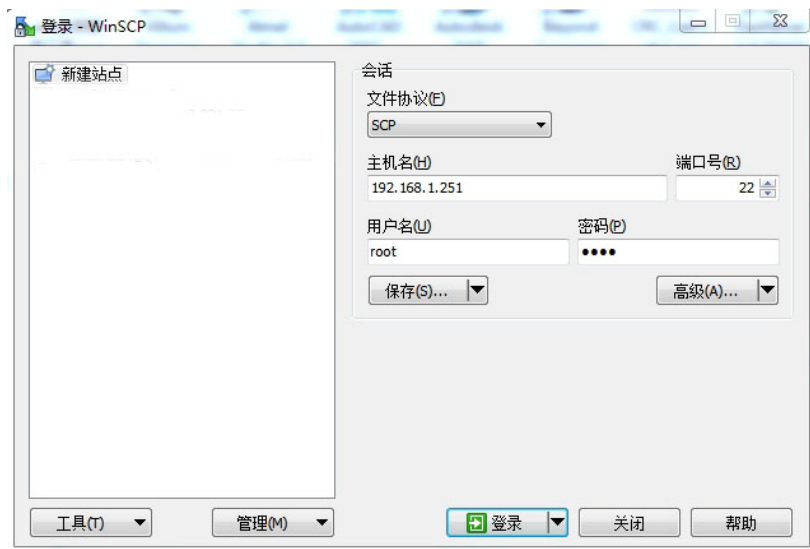 登录 - WinSCP
新建站点
会话
文件协议(F)
SCP
主机名(H)
端口号(R)
192.168.1.251
22
用户名(U)
密码(P)
root
••••
保存(S)...
高级(A)...
工具(T)
管理(M)
登录
关闭
帮助